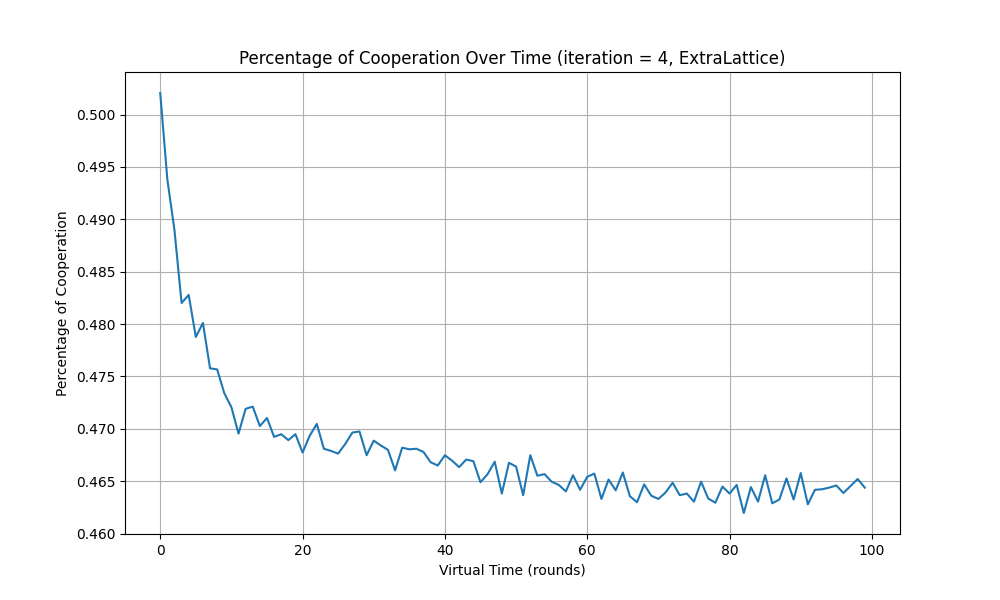 Percentage of Cooperation Over Time (iteration = 4, ExtraLattice)
0.500
0.495
0.490
0.485
0.480
0.475
0.470
0.465
0.460
Percentage of Cooperation
0 20 40 60 80 100
Virtual Time (rounds)